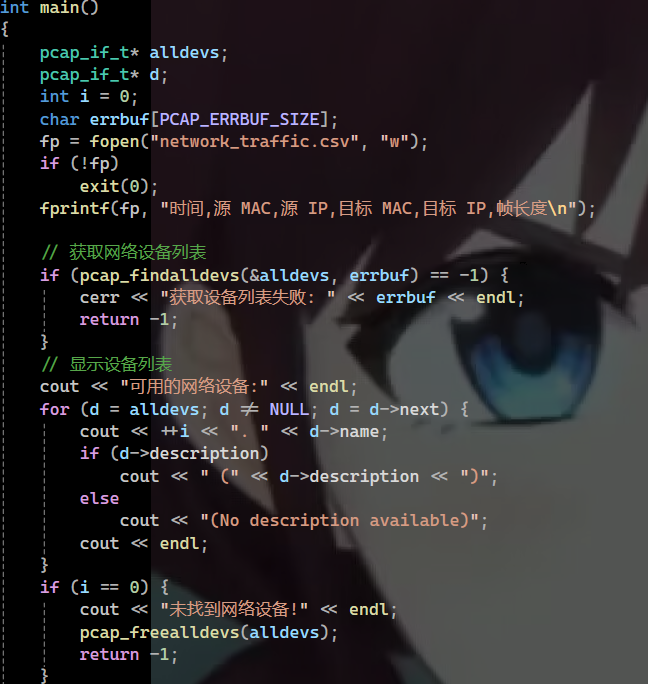 int main()
{
pcap_if_t* alldevs;
pcap_if_t* d;
int i = 0;
char errbuf[PCAP_ERRBUF_SIZE];
fp = fopen("network_traffic.csv", "w");
if (!fp)
exit(0);
fprintf(fp, "时间,源 MAC,源 IP,目标 MAC,目标 IP,帧长度\n");
// 获取网络设备列表
if (pcap_findalldevs(&alldevs, errbuf) == -1) {
cerr << "获取设备列表失败: " << errbuf << endl;
return -1;
}
// 显示设备列表
cout << "可用的网络设备:" << endl;
for (d = alldevs; d != NULL; d = d->next) {
cout << ++i << ". " << d->name;
if (d->description)
cout << " (" << d->description << ")";
else
cout << "(No description available)";
cout << endl;
}
if (i == 0) {
cout << "未找到网络设备!" << endl;
pcap_freealldevs(alldevs);
return -1;
}